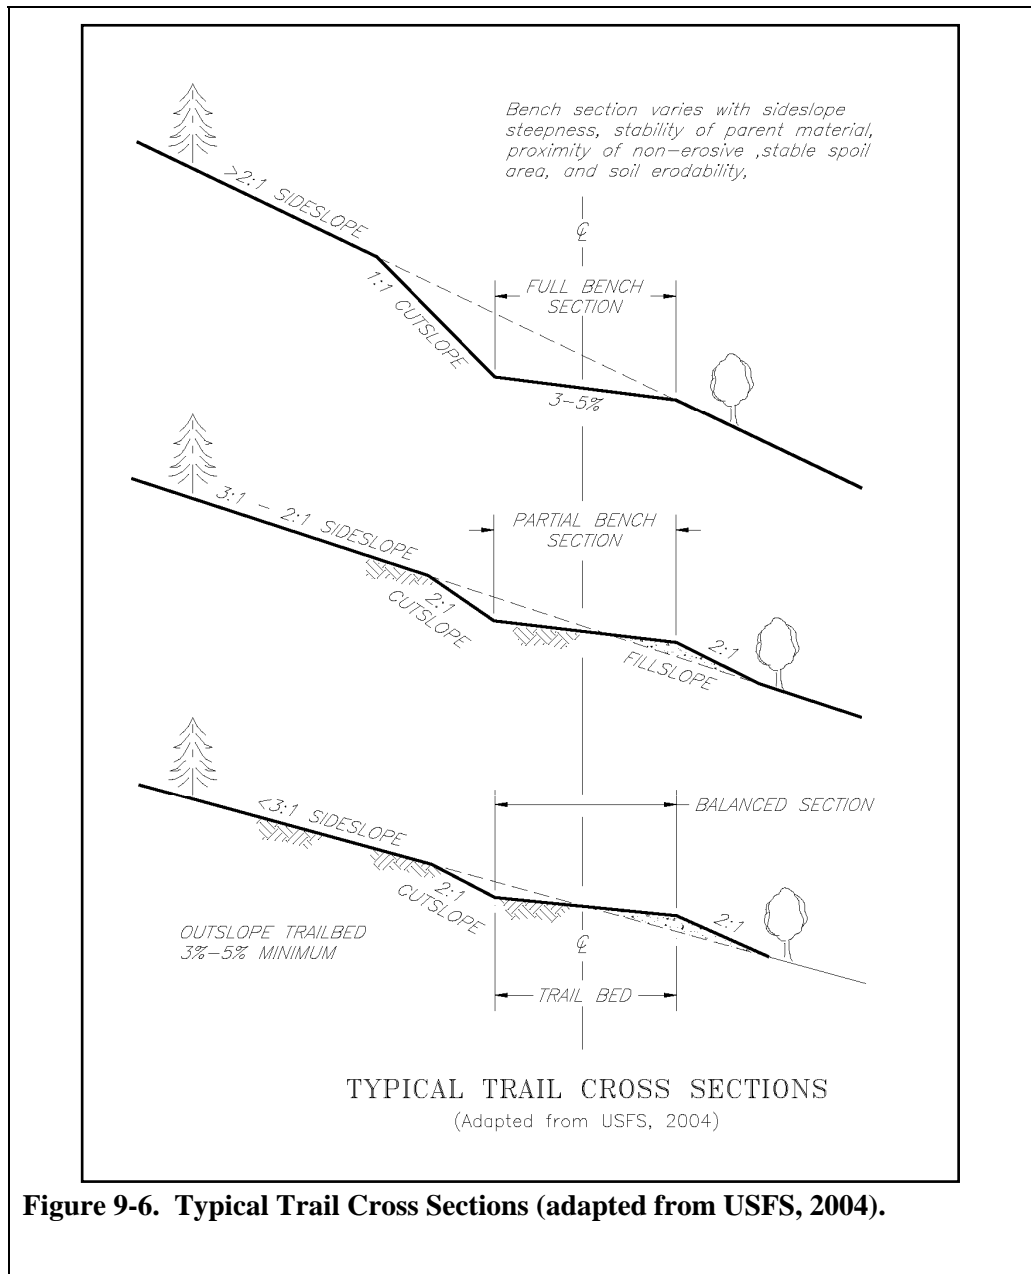 Bench section varies with sideslope
steepness, stability of parent material,
proximity of non-erosive ,stable spoil
area, and soil erodability,
>2:1 SIDESLOPE
℄
1:1 CUTSLOPE
FULL BENCH
SECTION
3-5%
3:1 - 2:1 SIDESLOPE
PARTIAL BENCH
SECTION
2:1
CUTSLOPE
2:1
FILLSLOPE
<3:1 SIDESLOPE
BALANCED SECTION
2:1
CUTSLOPE
2:1
OUTSLOPE TRAILBED
3%-5% MINIMUM
℄
TRAIL BED
TYPICAL TRAIL CROSS SECTIONS
(Adapted from USFS, 2004)
Figure 9-6. Typical Trail Cross Sections (adapted from USFS, 2004).